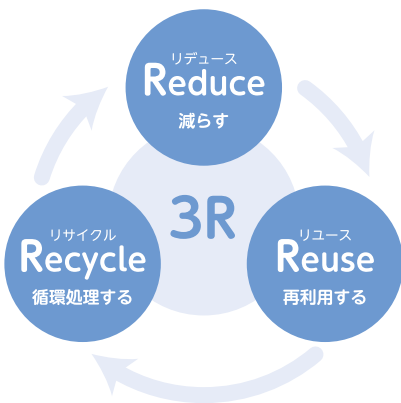 リデュース
Reduce
減らす
3R
リサイクル
Recycle
循環処理する
リユース
Reuse
再利用する